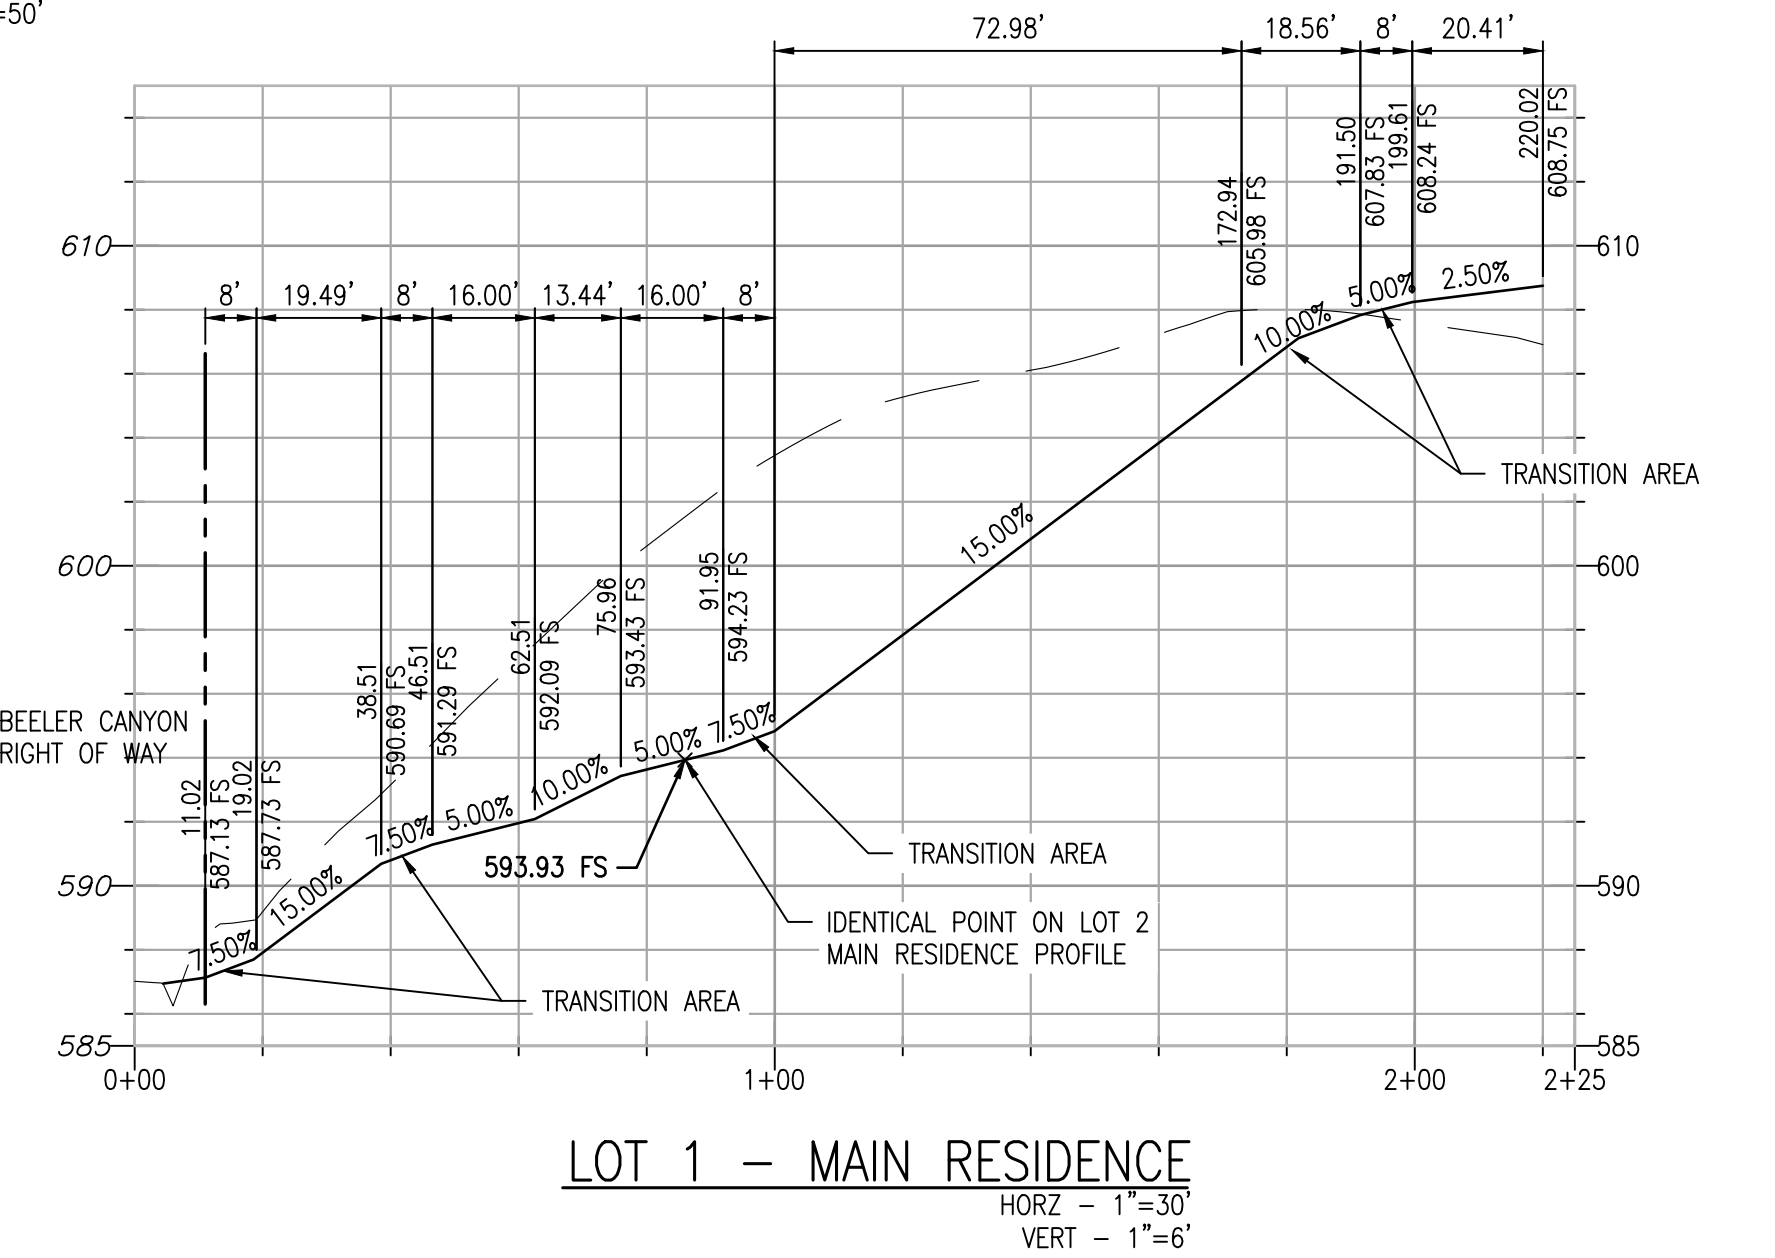 =50'
72.98'
18.56'
8'
20.41'
8'
19.49'
8'
16.00'
13.44'
16.00'
8'
11.02
587.13 FS
19.02
587.73 FS
38.51
590.69 FS
46.51
591.29 FS
62.51
592.09 FS
75.96
593.43 FS
91.95
594.23 FS
172.94
605.98 FS
191.50
607.83 FS
199.61
608.24 FS
220.02
608.75 FS
7.50%
15.00%
7.50%
5.00%
10.00%
5.00%
7.50%
15.00%
10.00%
5.00%
2.50%
610
600
590
585
610
600
590
585
BEELER CANYON
RIGHT OF WAY
TRANSITION AREA
TRANSITION AREA
593.93 FS
IDENTICAL POINT ON LOT 2
MAIN RESIDENCE PROFILE
TRANSITION AREA
0+00
1+00
2+00
2+25
LOT 1 - MAIN RESIDENCE
HORZ - 1"=30'
VERT - 1"=6'